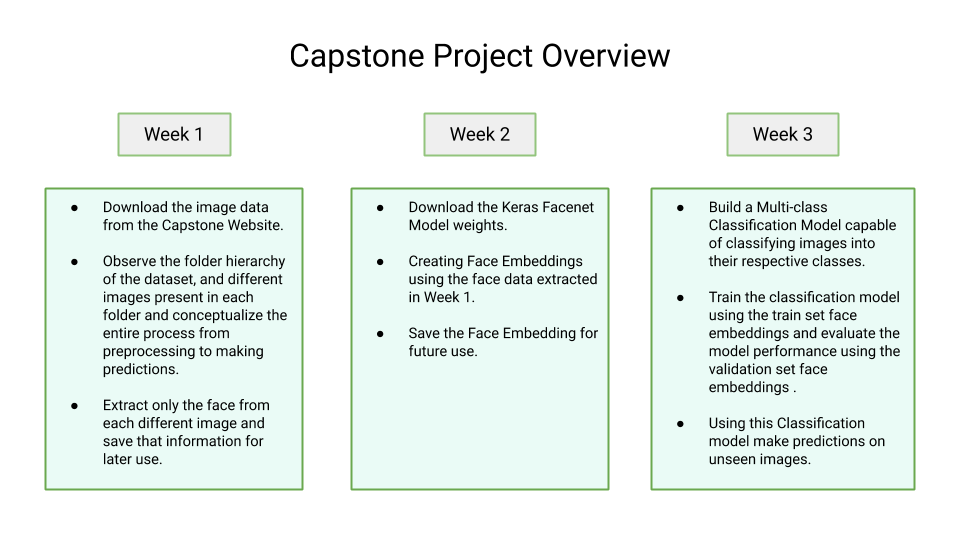 Capstone Project Overview
Week 1
Week 2
Week 3
● Download the image data
from the Capstone Website.
● Observe the folder hierarchy
of the dataset, and different
images present in each
folder and conceptualize the
entire process from
preprocessing to making
predictions.
● Extract only the face from
each different image and
save that information for
later use.
● Download the Keras Facenet
Model weights.
● Creating Face Embeddings
using the face data extracted
in Week 1.
● Save the Face Embedding for
future use.
● Build a Multi-class
Classification Model capable
of classifying images into
their respective classes.
● Train the classification model
using the train set face
embeddings and evaluate the
model performance using the
validation set face
embeddings .
● Using this Classification
model make predictions on
unseen images.